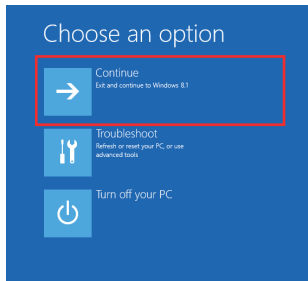 Choose an option
Continue
Exit and continue to Windows 8.1
Troubleshoot
Refresh or reset your PC, or use
advanced tools
Turn off your PC